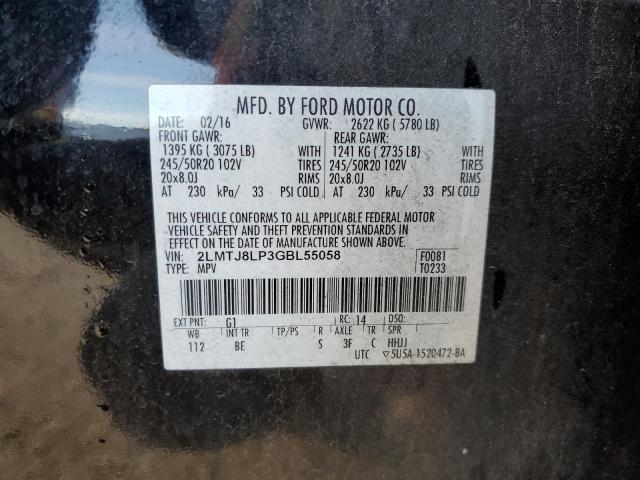 MFD. BY FORD MOTOR CO.
DATE: 02/16 GVWR: 2622 KG ( 5780 LB)
FRONT GAWR: REAR GAWR:
1395 KG ( 3075 LB) WITH 1241 KG ( 2735 LB) WITH
245/50R20 102V TIRES 245/50R20 102V TIRES
20x8.0J RIMS 20x8.0J RIMS
AT 230 kPa/ 33 PSI COLD AT 230 kPa/ 33 PSI COLD
THIS VEHICLE CONFORMS TO ALL APPLICABLE FEDERAL MOTOR
VEHICLE SAFETY AND THEFT PREVENTION STANDARDS IN
EFFECT ON THE DATE OF MANUFACTURE SHOWN ABOVE.
VIN: 2LMTJ8LP3GBL55058 F0081
TYPE: MPV T0233
EXT PNT: G1 RC: 14 DSO:
WB INT TR TP/PS R AXLE TR SPR
112 BE S 3F C HHJJ
UTC ▽5U5A-1520472-BA